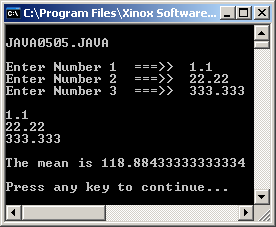 C:\Program Files\Xinox Software...
JAVA0505.JAVA
Enter Number 1  ===>>  1.1
Enter Number 2  ===>>  22.22
Enter Number 3  ===>>  333.333
1.1
22.22
333.333
The mean is 118.88433333333334
Press any key to continue...